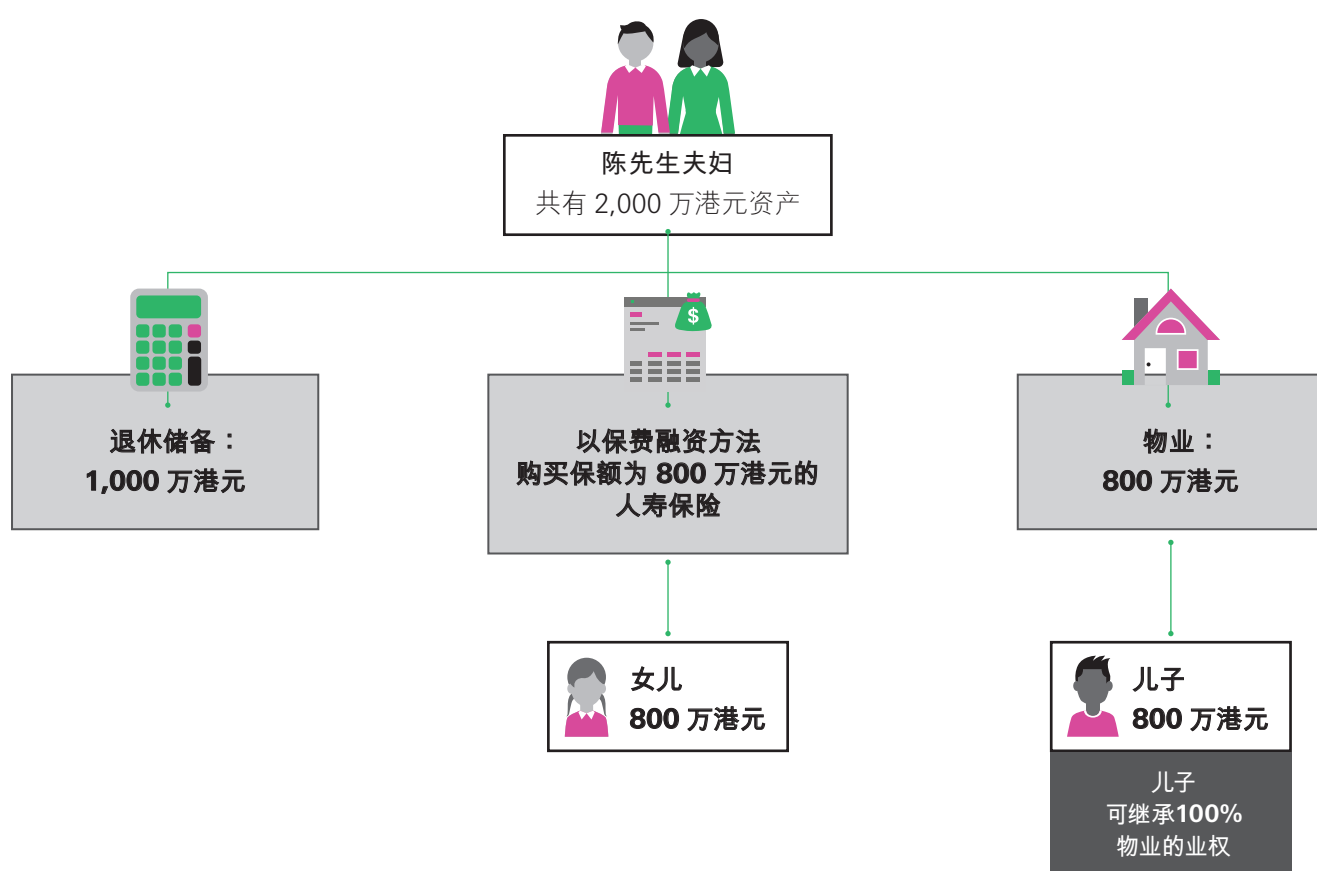 陈先生夫妇
共有 2,000 万港元资产
$
退休储备：
1,000 万港元
以保费融资方法
购买保额为 800 万港元的
人寿保险
物业：
800 万港元
女儿
800 万港元
儿子
800 万港元
儿子
可继承100%
物业的业权